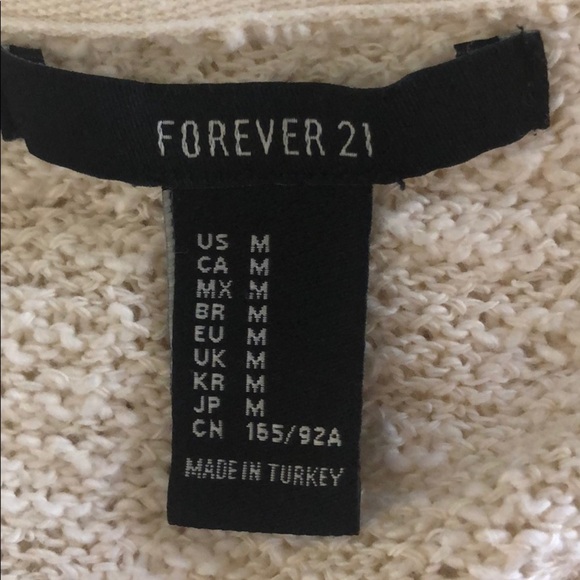 FOREVER 21
US M
CA M
MX M
BR M
EU M
UK M
KR M
JP M
CN 165/92A
MADE IN TURKEY